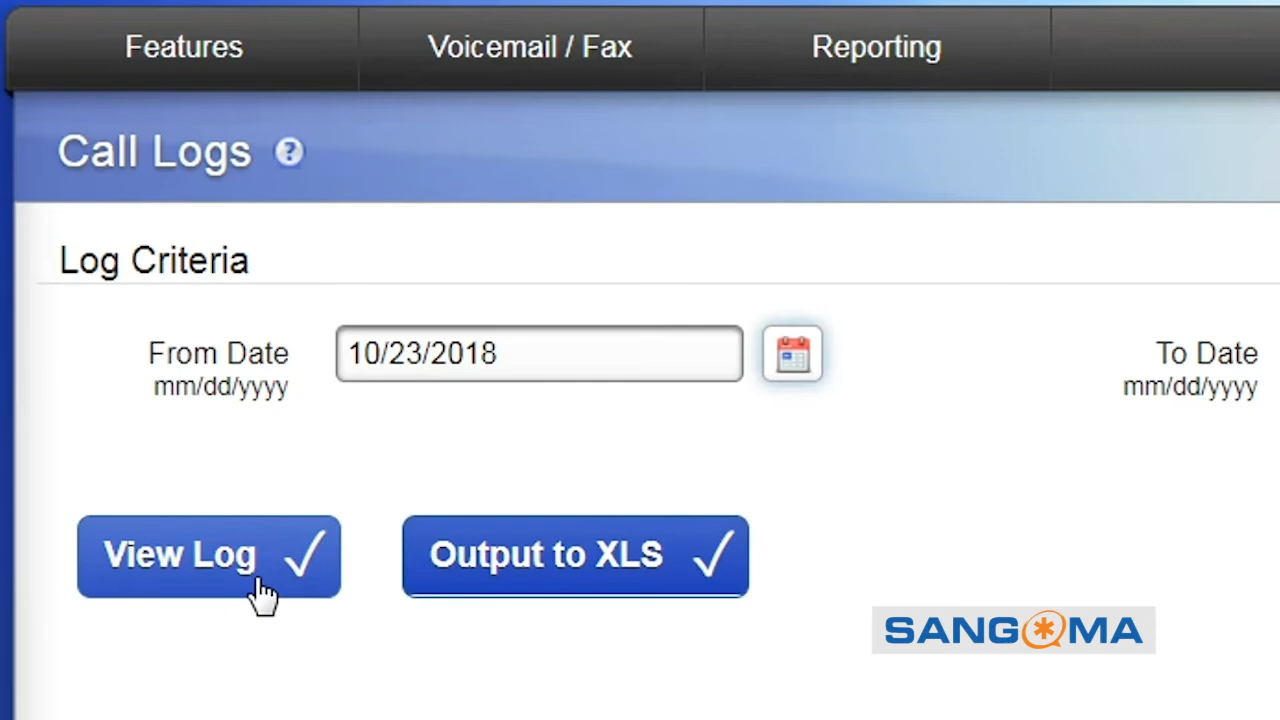 Features Voicemail / Fax Reporting
Call Logs ?
Log Criteria
From Date 10/23/2018 To Date
mm/dd/yyyy mm/dd/yyyy
View Log Output to XLS
SANGOMA